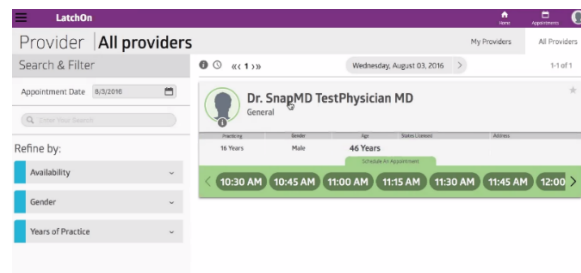 LatchOn
Home
Appointments
Provider | All providers
My Providers
All Providers
Search & Filter
«‹ 1 ›»
Wednesday, August 03, 2016
1-1 of 1
Appointment Date 8/3/2016
Dr. SnapMD TestPhysician MD
General
Enter Your Search
Practicing Gender Age States Licensed Address
16 Years Male 46 Years
Refine by:
Schedule An Appointment
Availability
10:30 AM 10:45 AM 11:00 AM 11:15 AM 11:30 AM 11:45 AM 12:00
Gender
Years of Practice